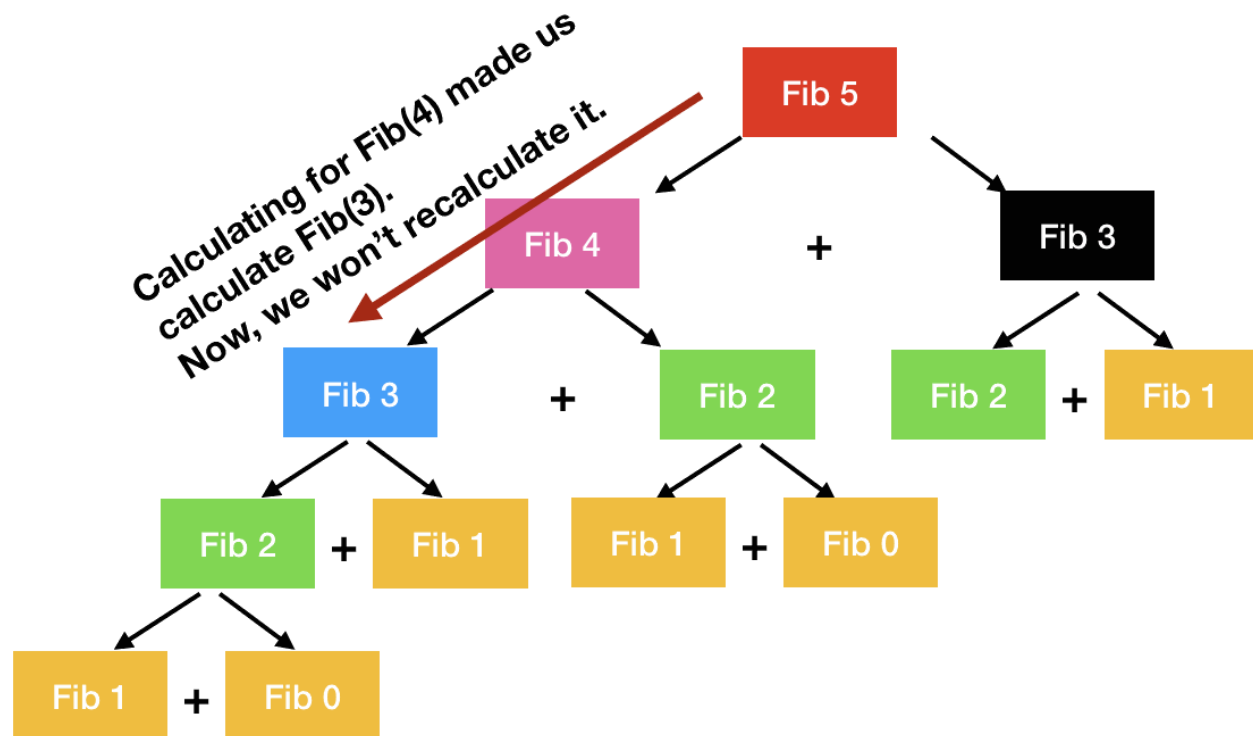 Calculating for Fib(4) made us
calculate Fib(3).
Now, we won't recalculate it.
Fib 5
Fib 4 + Fib 3
Fib 3 + Fib 2 Fib 2 + Fib 1
Fib 2 + Fib 1 Fib 1 + Fib 0
Fib 1 + Fib 0